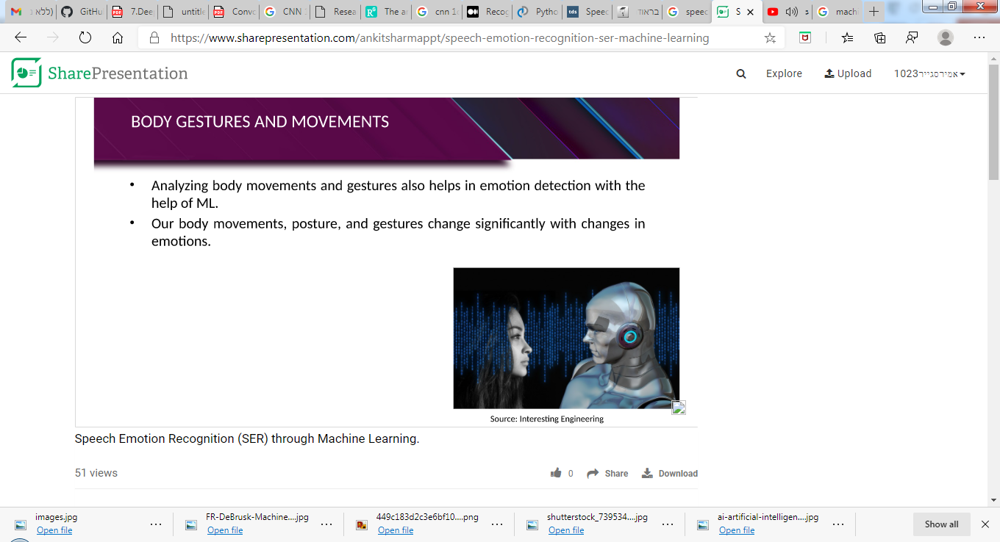 ללא נ)
GitHu
7.Dee
untitle
Convo
CNN
Resea
The ar
cnn 1
Recog
Pytho
Speec
בראוד
speec
S
machi
https://www.sharepresentation.com/ankitsharmappt/speech-emotion-recognition-ser-machine-learning
SharePresentation
Explore
Upload
אמירסגייר1023
BODY GESTURES AND MOVEMENTS
• Analyzing body movements and gestures also helps in emotion detection with the
help of ML.
• Our body movements, posture, and gestures change significantly with changes in
emotions.
Source: Interesting Engineering
Speech Emotion Recognition (SER) through Machine Learning.
51 views
0
Share
Download
images.jpg
Open file
FR-DeBrusk-Machine....jpg
Open file
449c183d2c3e6bf10....png
Open file
shutterstock_739534....jpg
Open file
ai-artificial-intelligen....jpg
Open file
Show all